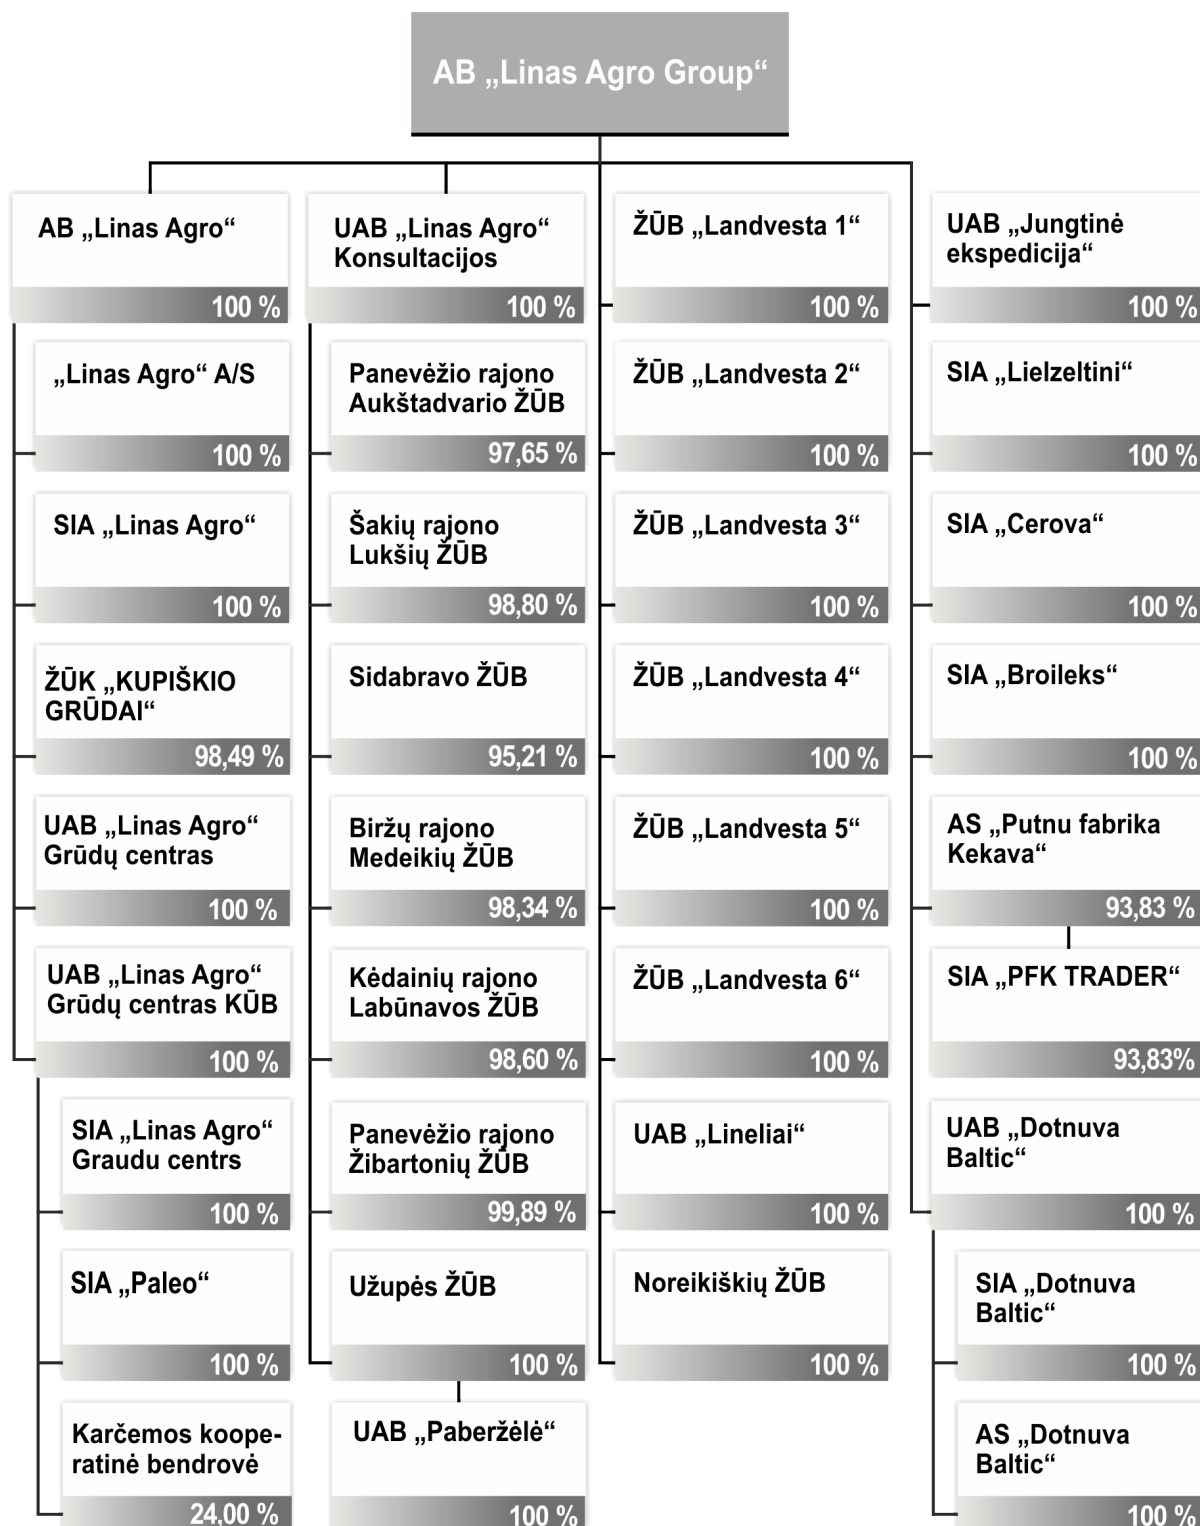 AB „Linas Agro Group“
AB „Linas Agro“
100 %
„Linas Agro“ A/S
100 %
SIA „Linas Agro“
100 %
ŽŪK „KUPIŠKIO
GRŪDAI“
98,49 %
UAB „Linas Agro“
Grūdų centras
100 %
UAB „Linas Agro“
Grūdų centras KŪB
100 %
SIA „Linas Agro“
Graudu centrs
100 %
SIA „Paleo“
100 %
Karčemos koope-
ratinė bendrovė
24,00 %
UAB „Linas Agro“
Konsultacijos
100 %
Panevėžio rajono
Aukštadvario ŽŪB
97,65 %
Šakių rajono
Lukšių ŽŪB
98,80 %
Sidabravo ŽŪB
95,21 %
Biržų rajono
Medeikių ŽŪB
98,34 %
Kėdainių rajono
Labūnavos ŽŪB
98,60 %
Panevėžio rajono
Žibartonių ŽŪB
99,89 %
Užupės ŽŪB
100 %
UAB „Paberžėlė“
100 %
ŽŪB „Landvesta 1“
100 %
ŽŪB „Landvesta 2“
100 %
ŽŪB „Landvesta 3“
100 %
ŽŪB „Landvesta 4“
100 %
ŽŪB „Landvesta 5“
100 %
ŽŪB „Landvesta 6“
100 %
UAB „Lineliai“
100 %
Noreikiškių ŽŪB
100 %
UAB „Jungtinė
ekspedicija“
100 %
SIA „Lielzeltini“
100 %
SIA „Cerova“
100 %
SIA „Broileks“
100 %
AS „Putnu fabrika
Kekava“
93,83 %
SIA „PFK TRADER“
93,83%
UAB „Dotnuva
Baltic“
100 %
SIA „Dotnuva
Baltic“
100 %
AS „Dotnuva
Baltic“
100 %